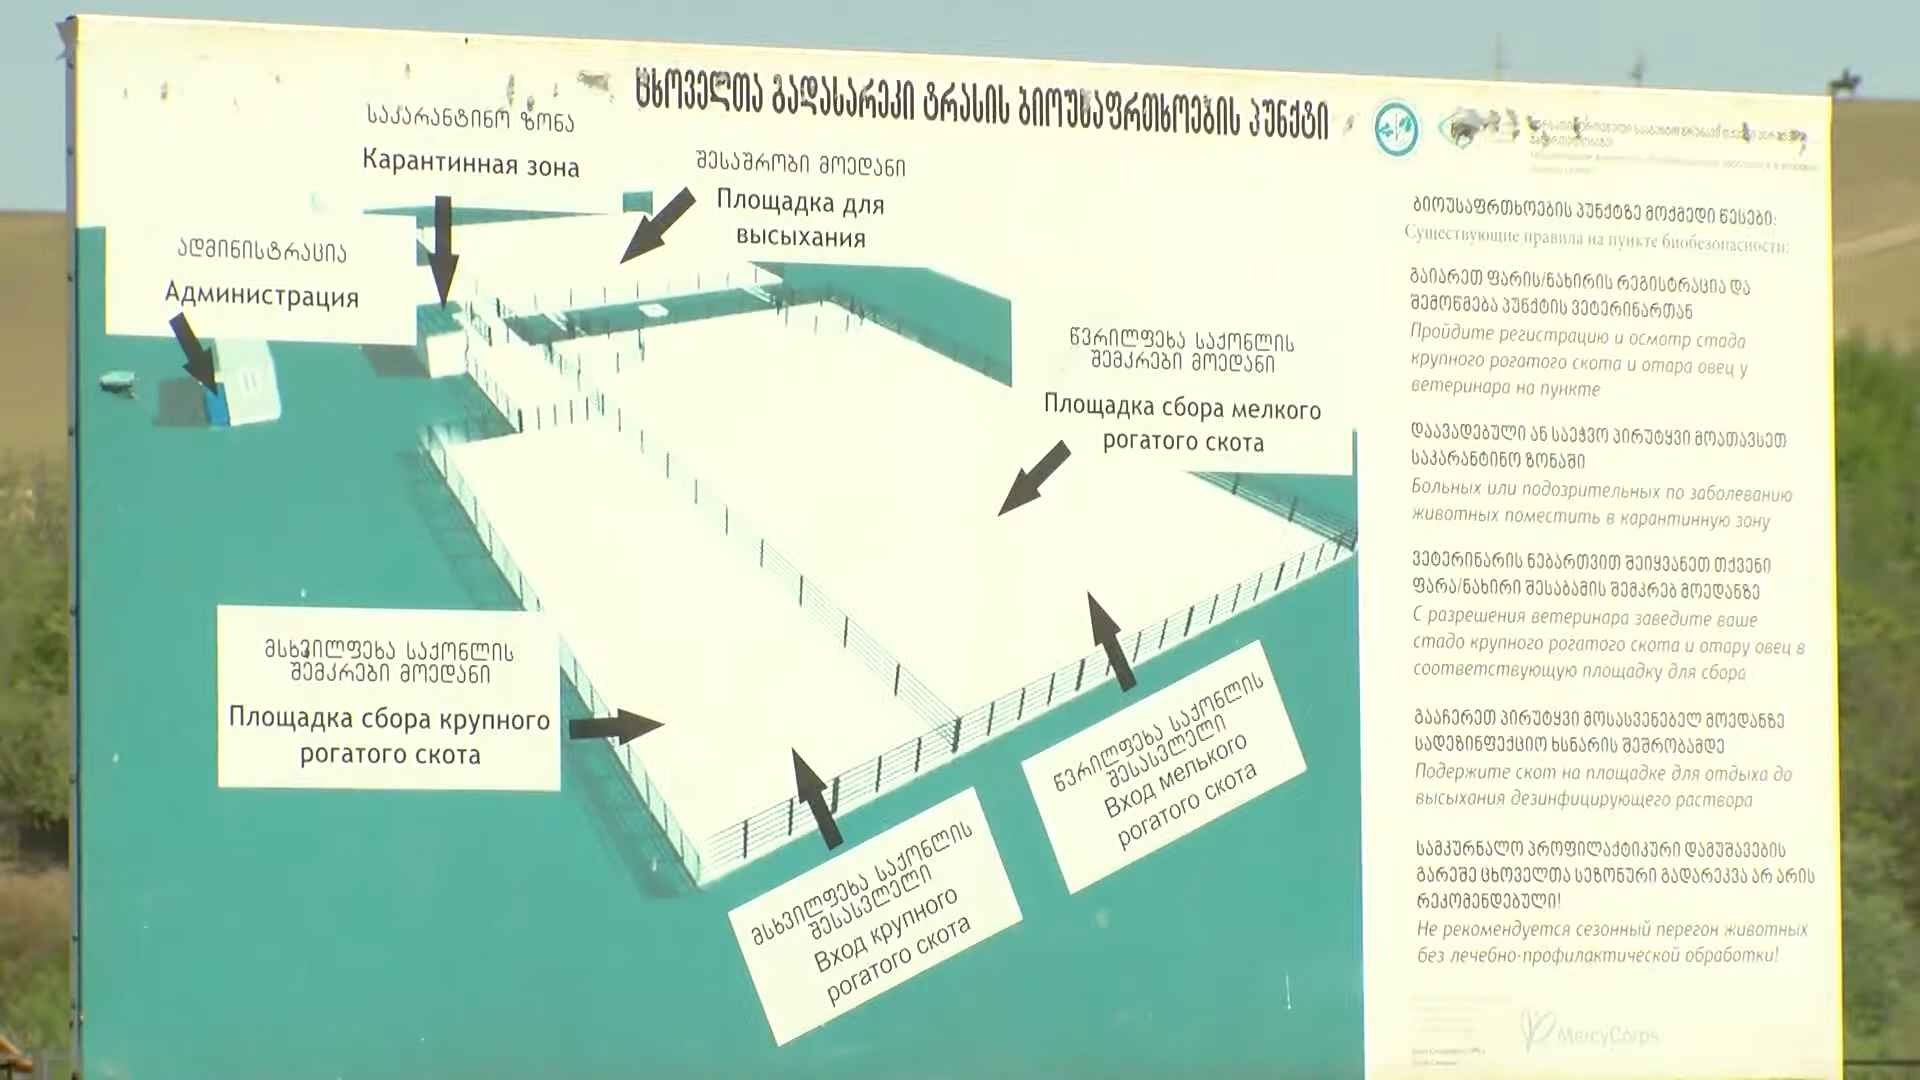 ცხოველთა გადასარეკი ტრასის ბიოუსაფრთხოების პუნქტი
საკარანტინო ზონა
Карантинная зона
შესაშრობი მოედანი
Площадка для
высыхания
ადმინისტრაცია
Администрация
წვრილფეხა საქონლის
შემკრები მოედანი
Площадка сбора мелкого
рогатого скота
მსხვილფეხა საქონლის
შემკრები მოედანი
Площадка сбора крупного
рогатого скота
წვრილფეხა საქონლის
შესასვლელი
Вход мелького
рогатого скота
მსხვილფეხა საქონლის
შესასვლელი
Вход крупного
рогатого скота
ბიოუსაფრთხოების პუნქტზე მოქმედი წესები:
Существующие правила на пункте биобезопасности:
გაიარეთ ფარის/ნახირის რეგისტრაცია და
შემოწმება პუნქტის ვეტერინართან
Пройдите регистрацию и осмотр стада
крупного рогатого скота и отара овец у
ветеринара на пункте
დაავადებული ან საეჭვო პირუტყვი მოათავსეთ
საკარანტინო ზონაში
Больных или подозрительных по заболеванию
животных поместить в карантинную зону
ვეტერინარის ნებართვით შეიყვანეთ თქვენი
ფარა/ნახირი შესაბამის შემკრებ მოედანზე
С разрешения ветеринара заведите ваше
стадо крупного рогатого скота и отару овец в
соответствующую площадку для сбора
გააჩერეთ პირუტყვი მოსასვენებელ მოედანზე
სადეზინფექციო ხსნარის შეშრობამდე
Подержите скот на площадке для отдыха до
высыхания дезинфицирующего раствора
სამკურნალო პროფილაქტიკური დამუშავების
გარეშე ცხოველთა სეზონური გადარეკვა არ არის
რეკომენდებული!
Не рекомендуется сезонный перегон животных
без лечебно-профилактической обработки!
MercyCorps